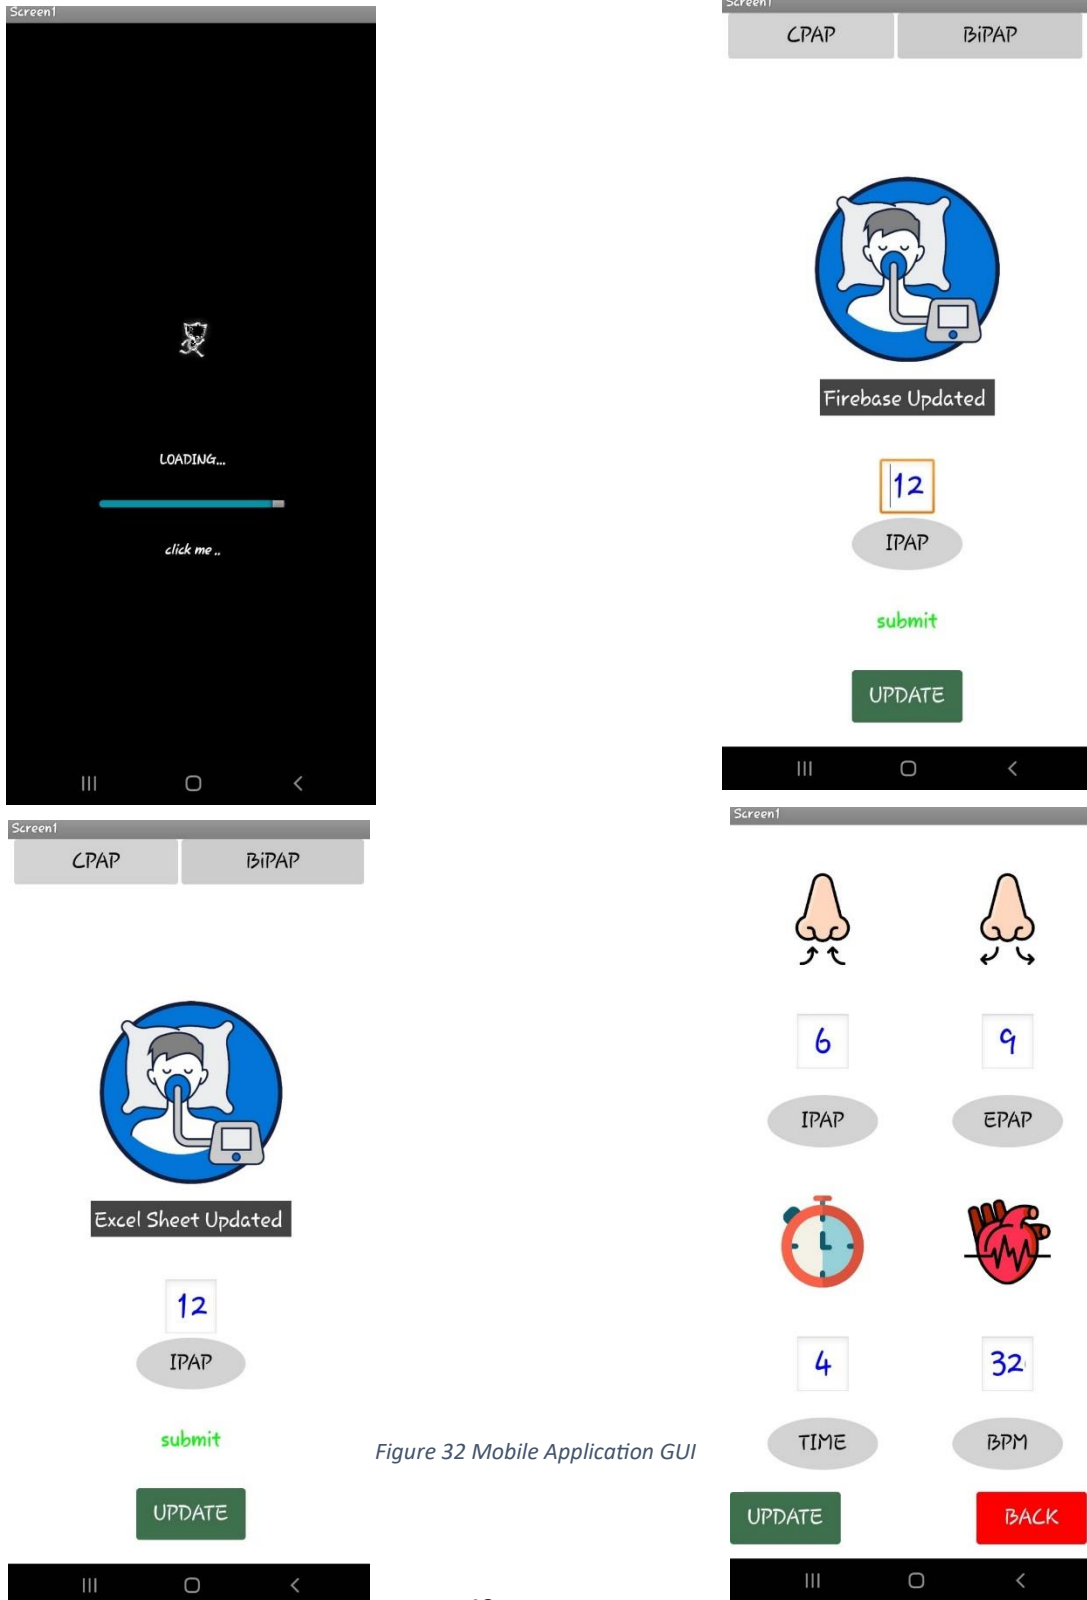 Screen1
LOADING...
click me ..
Screen1
CPAP BiPAP
Firebase Updated
12
IPAP
submit
UPDATE
Screen1
CPAP BiPAP
Excel Sheet Updated
12
IPAP
submit
UPDATE
Figure 32 Mobile Application GUI
Screen1
6 9
IPAP EPAP
4 32
TIME BPM
UPDATE BACK